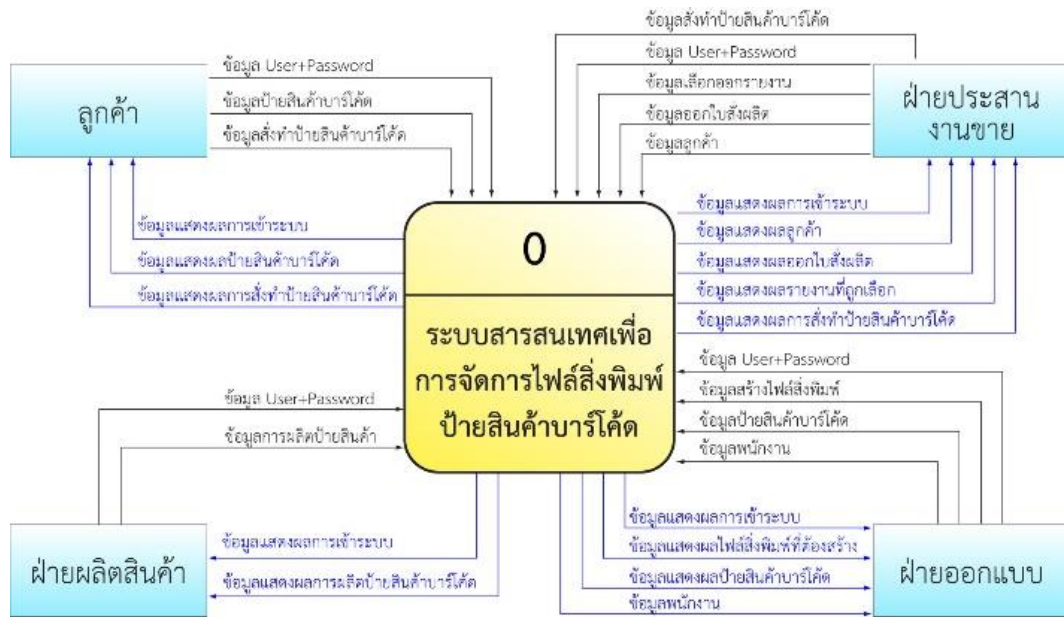 ข้อมูลสั่งทำป้ายสินค้าบาร์โค้ด
ข้อมูล User+Password
ข้อมูลเลือกออกรายงาน
ข้อมูลออกใบสั่งผลิต
ข้อมูลลูกค้า
ฝ่ายประสาน
งานขาย
ลูกค้า
ข้อมูล User+Password
ข้อมูลป้ายสินค้าบาร์โค้ด
ข้อมูลสั่งทำป้ายสินค้าบาร์โค้ด
ข้อมูลแสดงผลการเข้าระบบ
ข้อมูลแสดงผลป้ายสินค้าบาร์โค้ด
ข้อมูลแสดงผลการสั่งทำป้ายสินค้าบาร์โค้ด
0
ระบบสารสนเทศเพื่อ
การจัดการไฟล์สิ่งพิมพ์
ป้ายสินค้าบาร์โค้ด
ข้อมูลแสดงผลการเข้าระบบ
ข้อมูลแสดงผลลูกค้า
ข้อมูลแสดงผลออกใบสั่งผลิต
ข้อมูลแสดงผลรายงานที่ถูกเลือก
ข้อมูลแสดงผลการสั่งทำป้ายสินค้าบาร์โค้ด
ข้อมูล User+Password
ข้อมูลการผลิตป้ายสินค้า
ข้อมูล User+Password
ข้อมูลสร้างไฟล์สิ่งพิมพ์
ข้อมูลป้ายสินค้าบาร์โค้ด
ข้อมูลพนักงาน
ฝ่ายผลิตสินค้า
ข้อมูลแสดงผลการเข้าระบบ
ข้อมูลแสดงผลการผลิตป้ายสินค้าบาร์โค้ด
ข้อมูลแสดงผลการเข้าระบบ
ข้อมูลแสดงผลไฟล์สิ่งพิมพ์ที่ต้องสร้าง
ข้อมูลแสดงผลป้ายสินค้าบาร์โค้ด
ข้อมูลพนักงาน
ฝ่ายออกแบบ